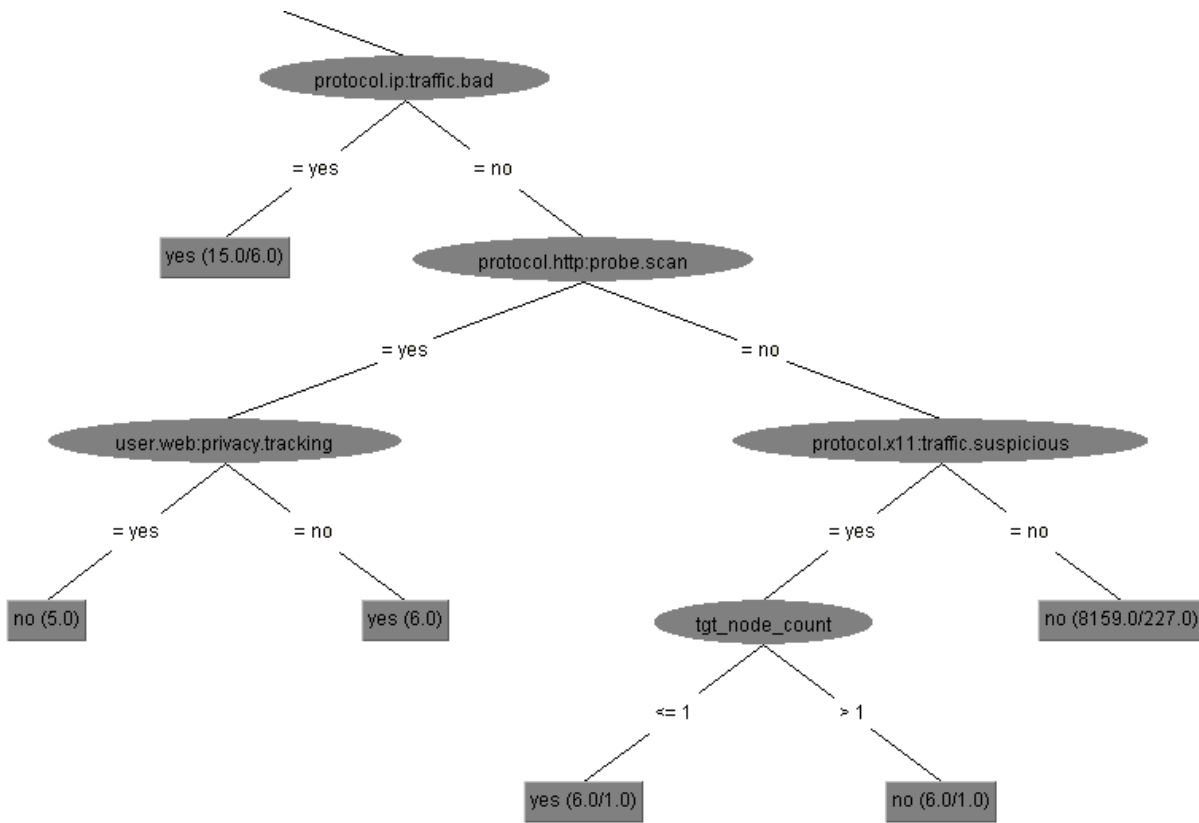 protocol.ip:traffic.bad
= yes
= no
yes (15.0/6.0)
protocol.http:probe.scan
= yes
= no
user.web:privacy.tracking
protocol.x11:traffic.suspicious
= yes
= no
= yes
= no
no (5.0)
yes (6.0)
tgt_node_count
no (8159.0/227.0)
<= 1
> 1
yes (6.0/1.0)
no (6.0/1.0)